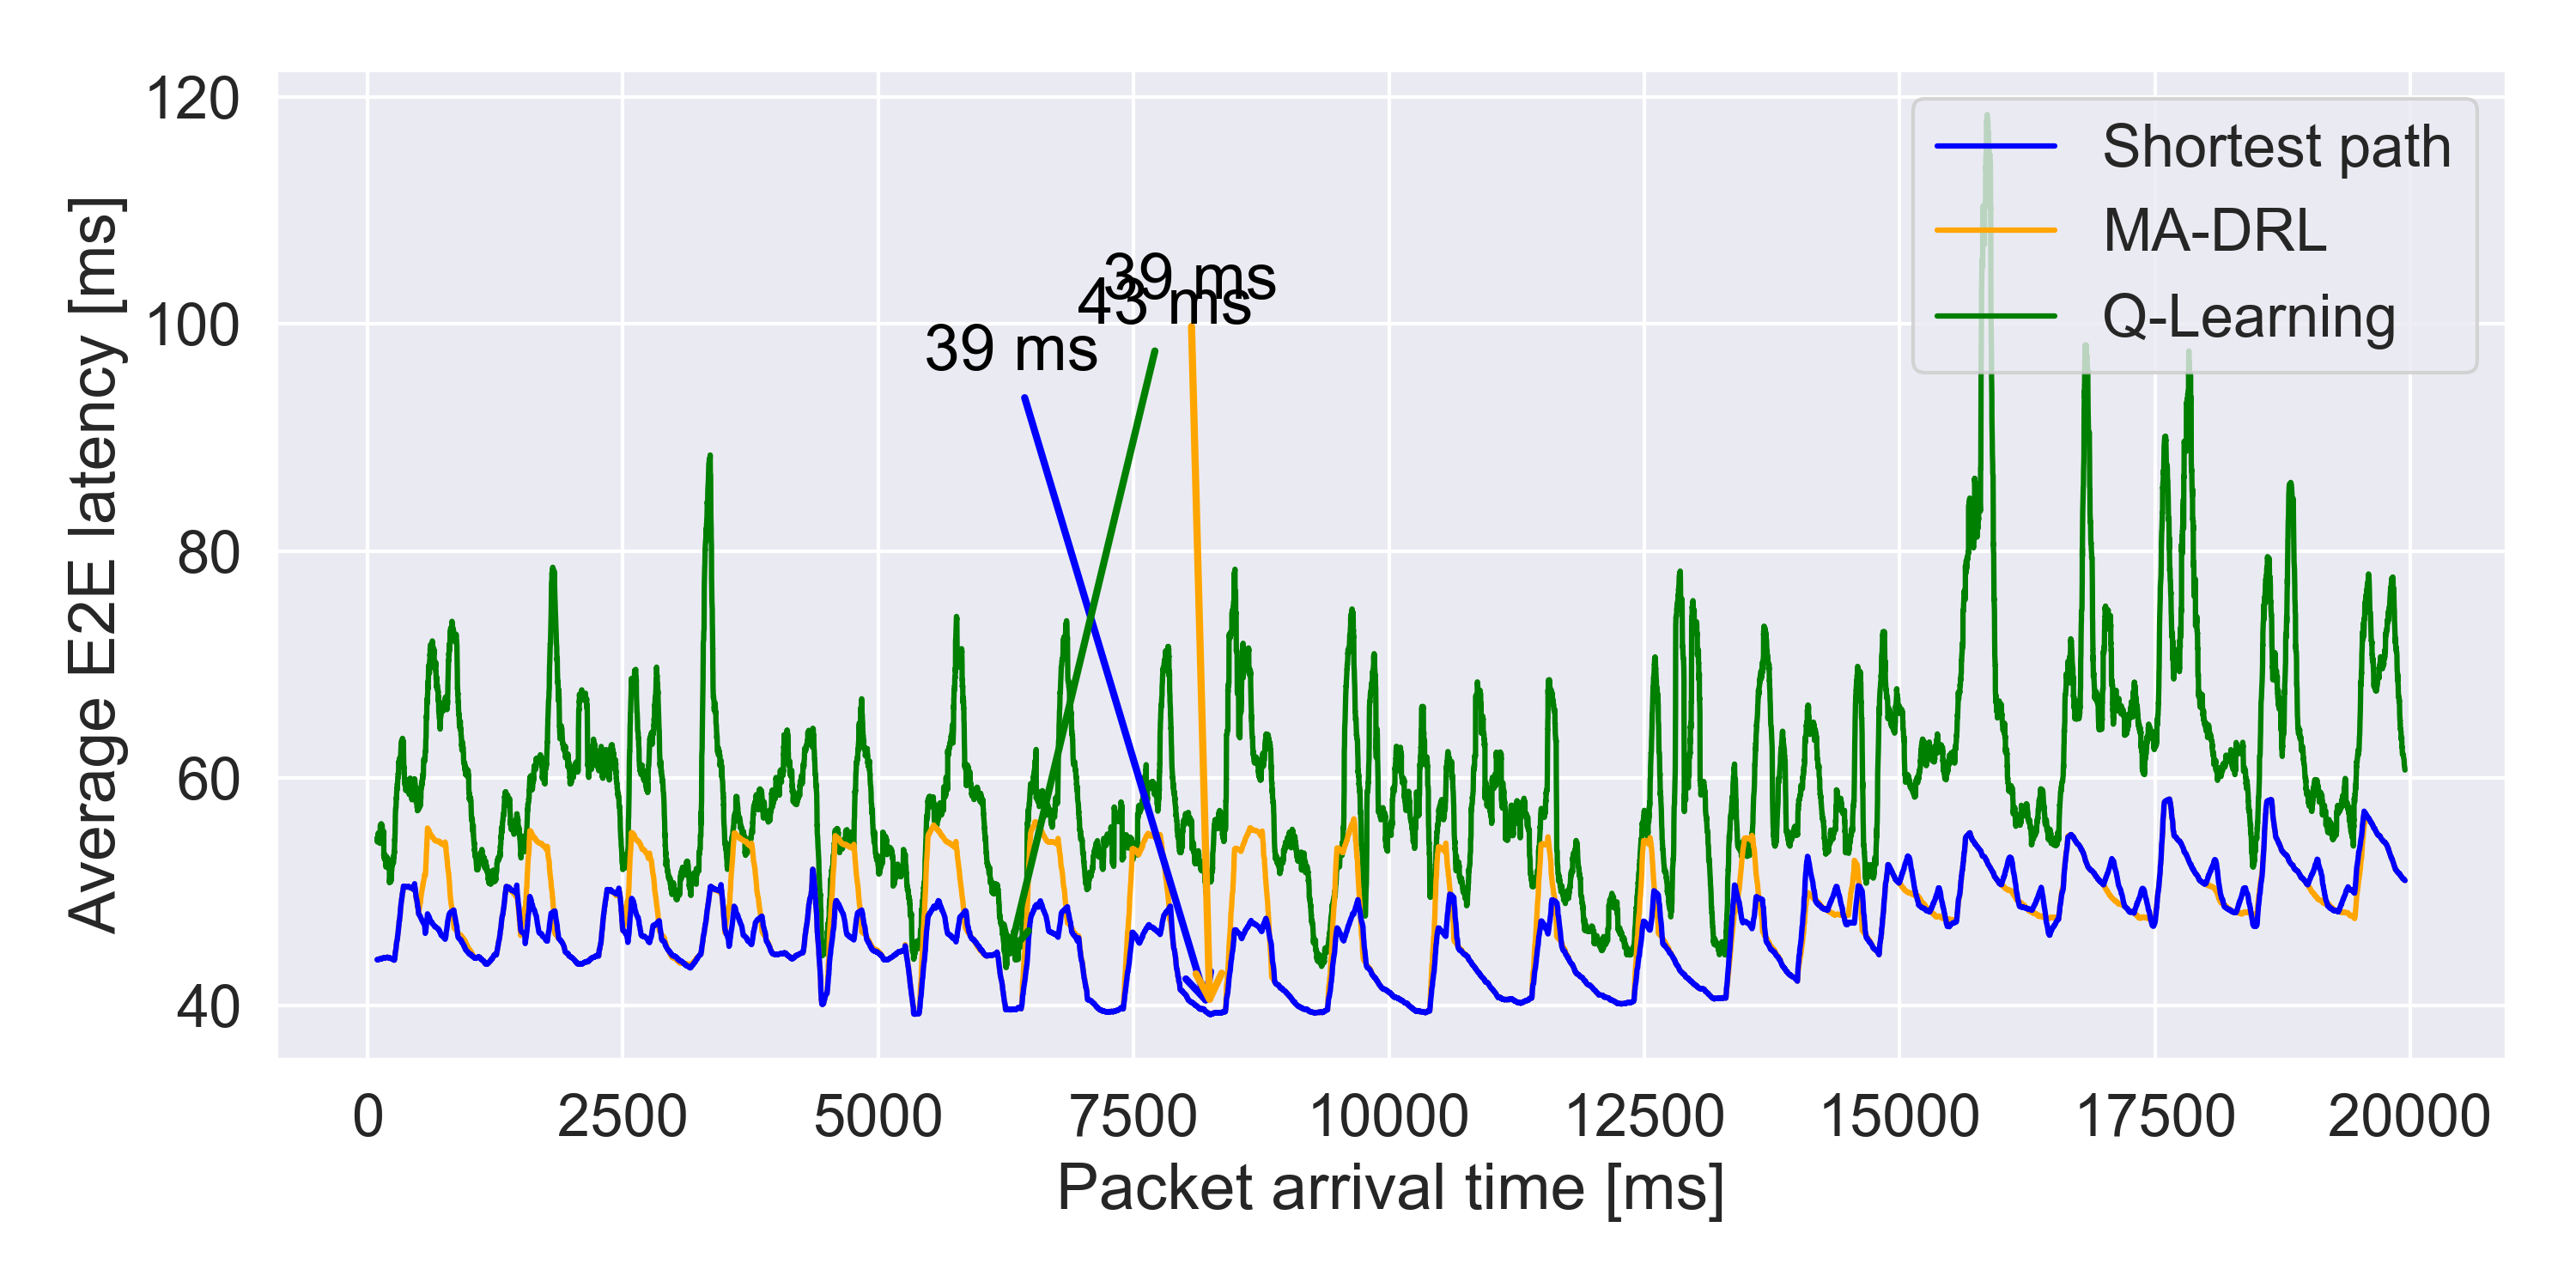 120
100
80
60
40
Average E2E latency [ms]
39 ms
43 ms
39 ms
Shortest path
MA-DRL
Q-Learning
0 2500 5000 7500 10000 12500 15000 17500 20000
Packet arrival time [ms]